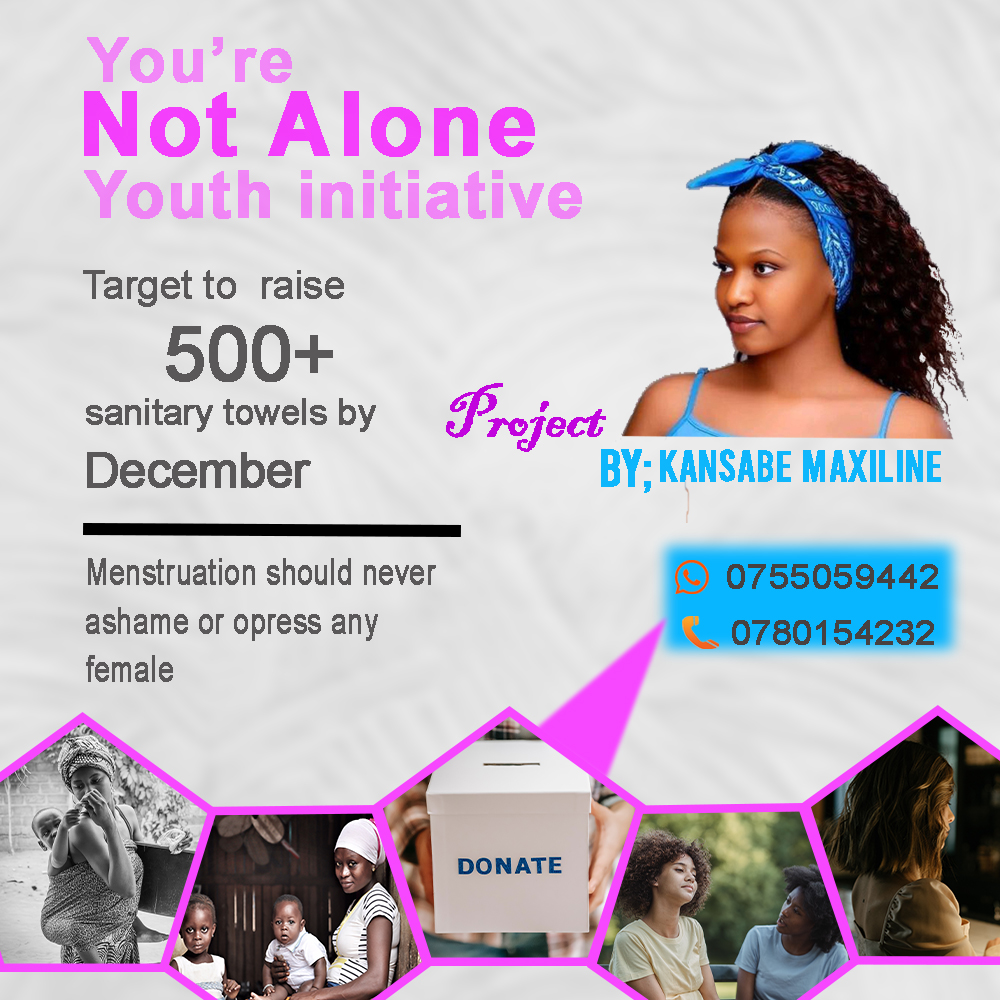 You're
Not Alone
Youth initiative
Target to raise
500+
sanitary towels by
December
Project
BY; KANSABE MAXILINE
Menstruation should never
ashame or opress any
female
0755059442
0780154232
DONATE